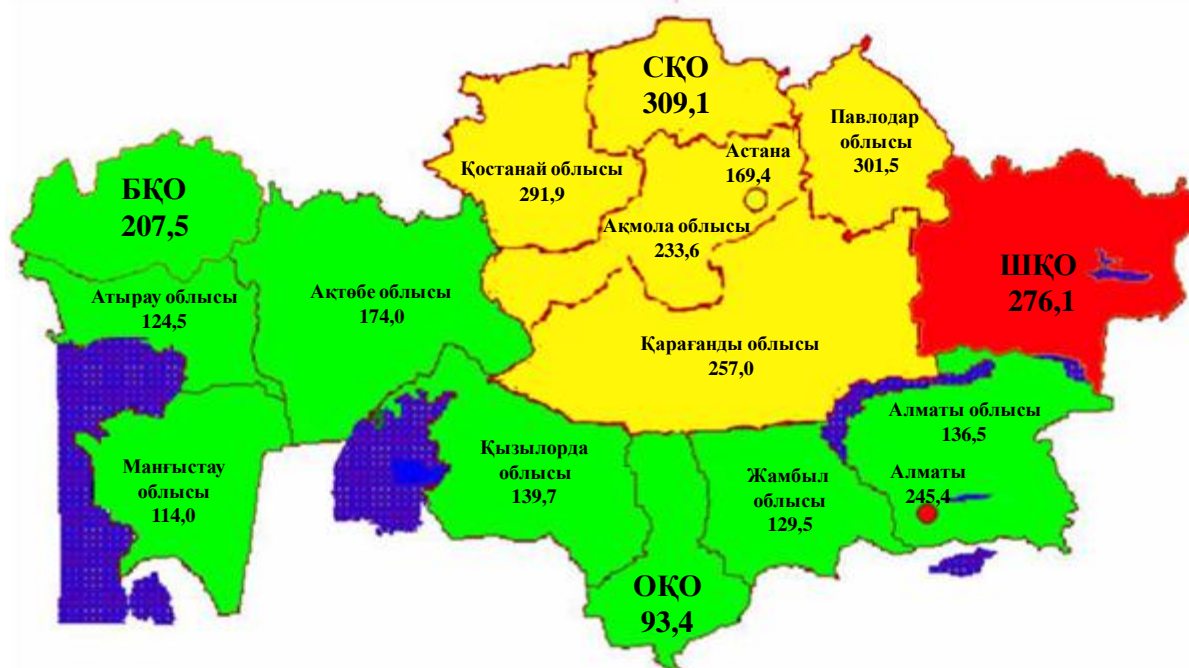 СҚО
309,1
Павлодар
облысы
301,5
Қостанай облысы
291,9
Астана
169,4
Ақмола облысы
233,6
БҚО
207,5
Атырау облысы
124,5
Ақтөбе облысы
174,0
ШҚО
276,1
Қарағанды облысы
257,0
Алматы облысы
136,5
Алматы
245,4
Манғыстау
облысы
114,0
Қызылорда
облысы
139,7
Жамбыл
облысы
129,5
ОҚО
93,4